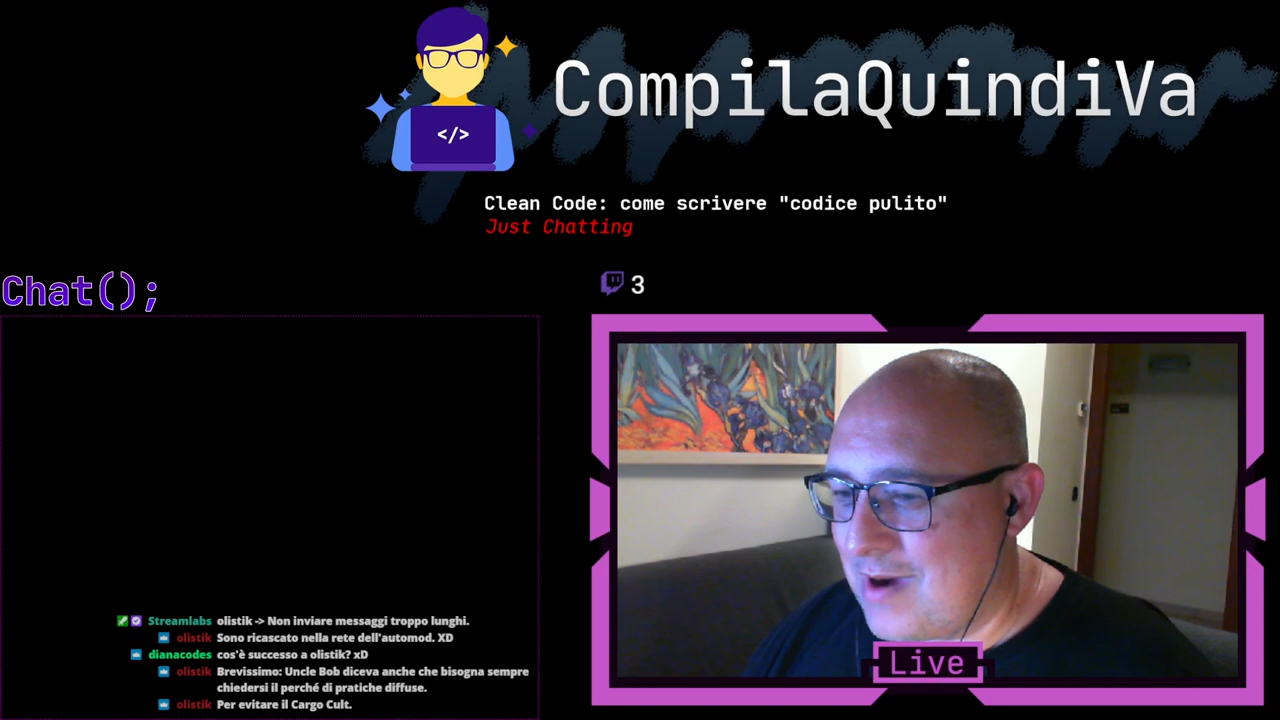 </>
CompilaQuindiVa
Clean Code: come scrivere "codice pulito"
Just Chatting
Chat();
3
Streamlabs olistik -> Non inviare messaggi troppo lunghi.
olistik Sono ricascato nella rete dell'automod. XD
dianacodes cos'è successo a olistik? xD
olistik Brevissimo: Uncle Bob diceva anche che bisogna sempre
chiedersi il perché di pratiche diffuse.
olistik Per evitare il Cargo Cult.
Live